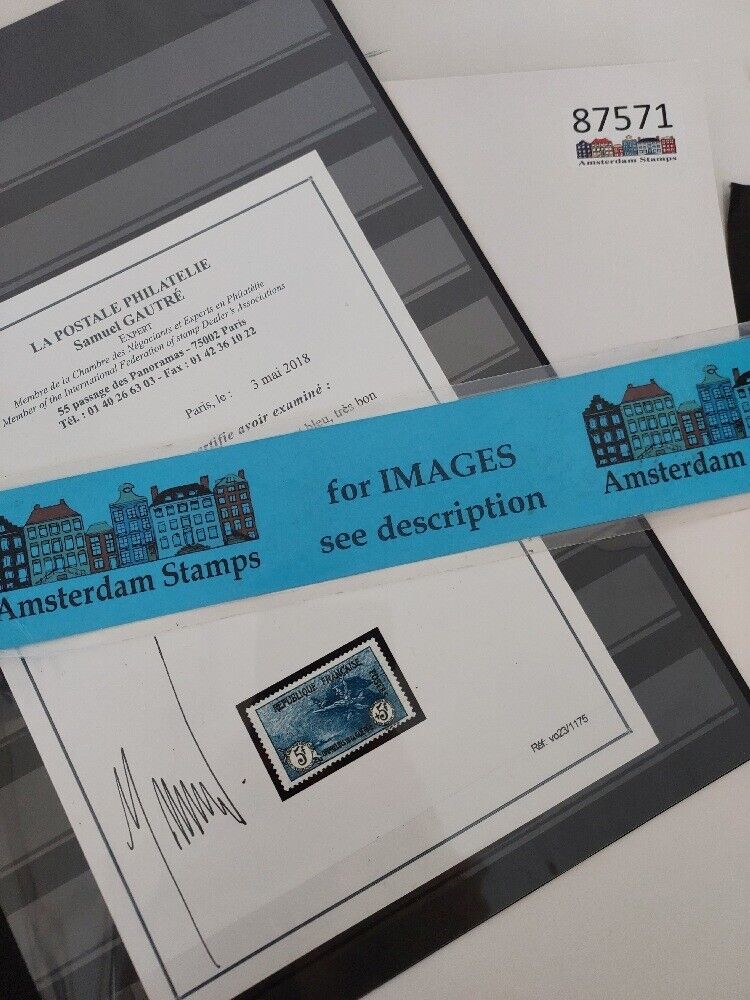 87571
Amsterdam Stamps
LA POSTALE PHILATELIE
Samuel GAUTRÉ
EXPERT
Membre de la Chambre des Négociants et Experts en Philatélie
Member of the International Federation of stamp Dealer's Associations
55 passage des Panoramas - 75002 Paris
Tél. : 01 40 26 63 03 - Fax : 01 42 36 10 22
Paris, le : 3 mai 2018
avoir examiné :
bleu, très bon
for IMAGES
see description
Amsterdam Stamps
Amsterdam
REPUBLIQUE FRANÇAISE
POSTES
5F +5F
Réf. vo23/1175